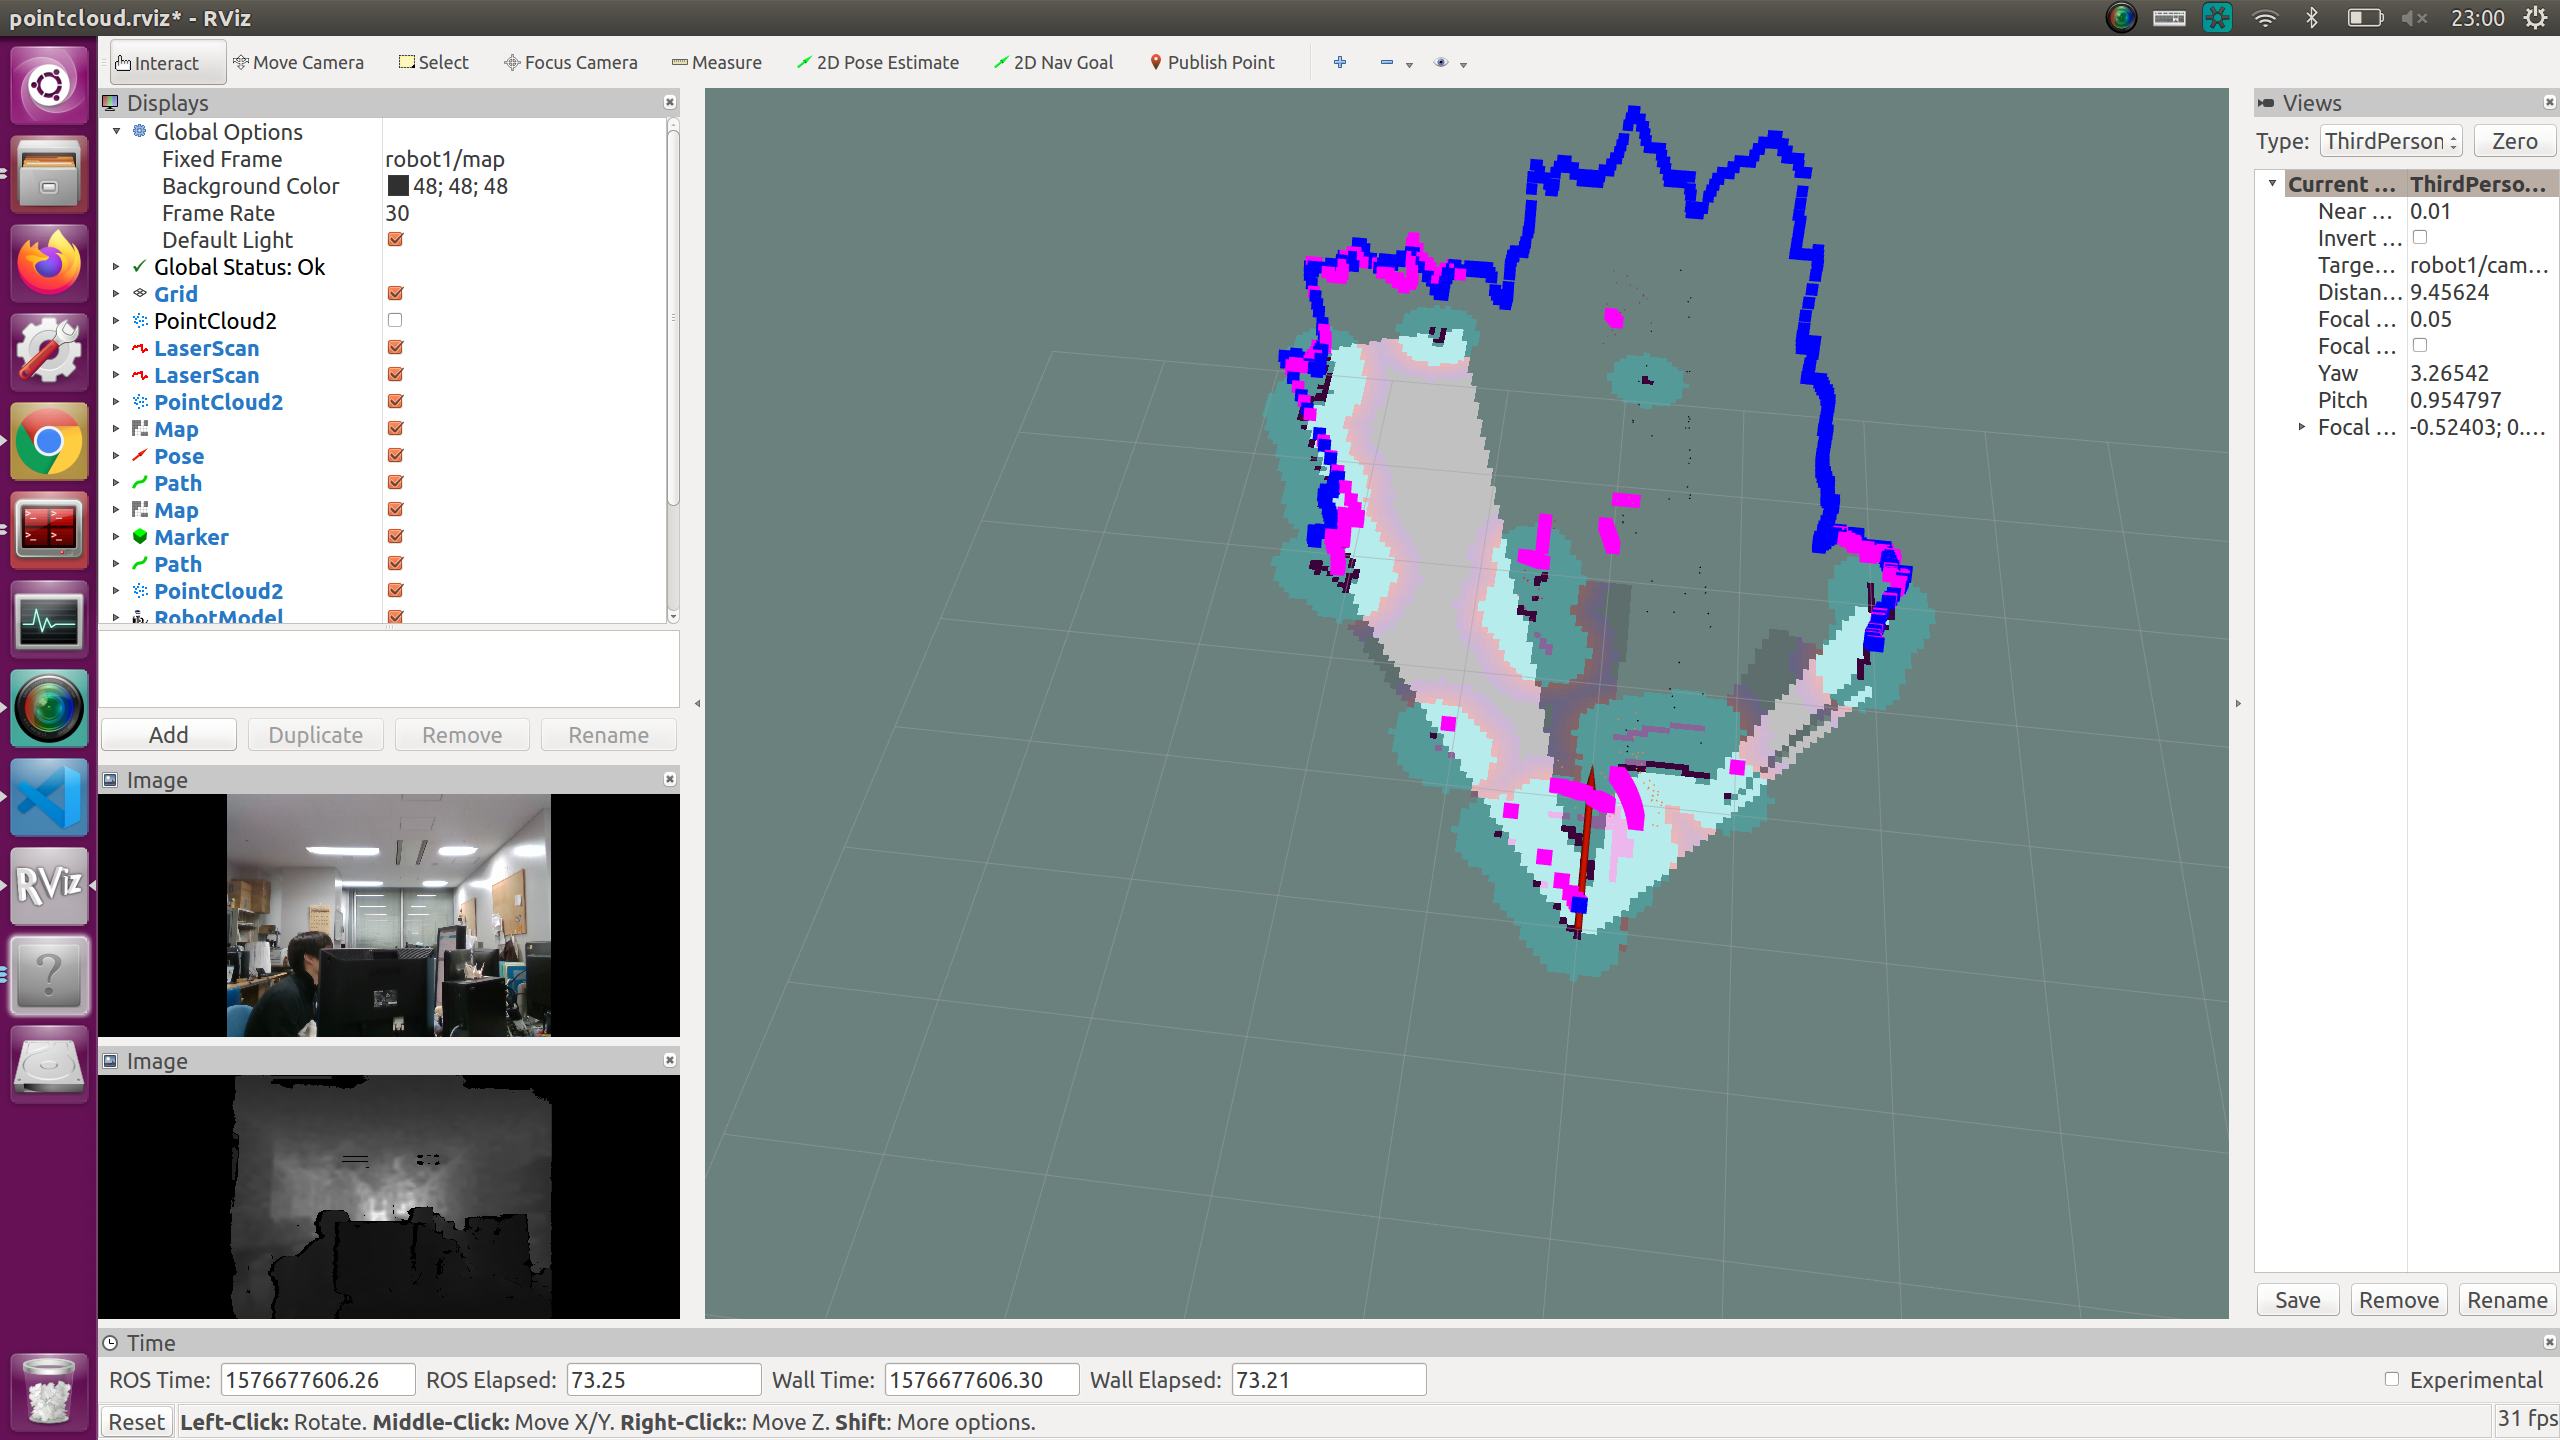 pointcloud.rviz* - RViz
23:00
Interact
Move Camera
Select
Focus Camera
Measure
2D Pose Estimate
2D Nav Goal
Publish Point
Displays
Global Options
Fixed Frame robot1/map
Background Color 48; 48; 48
Frame Rate 30
Default Light
Global Status: Ok
Grid
PointCloud2
LaserScan
LaserScan
PointCloud2
Map
Pose
Path
Map
Marker
Path
PointCloud2
RobotModel
Add Duplicate Remove Rename
Image
Image
RViz
Views
Type: ThirdPerson Zero
Current ... ThirdPerso...
Near ... 0.01
Invert ...
Targe... robot1/cam...
Distan... 9.45624
Focal ... 0.05
Focal ...
Yaw 3.26542
Pitch 0.954797
Focal ... -0.52403; 0....
Save Remove Rename
Time
ROS Time: 1576677606.26 ROS Elapsed: 73.25 Wall Time: 1576677606.30 Wall Elapsed: 73.21 Experimental
Reset Left-Click: Rotate. Middle-Click: Move X/Y. Right-Click:: Move Z. Shift: More options. 31 fps